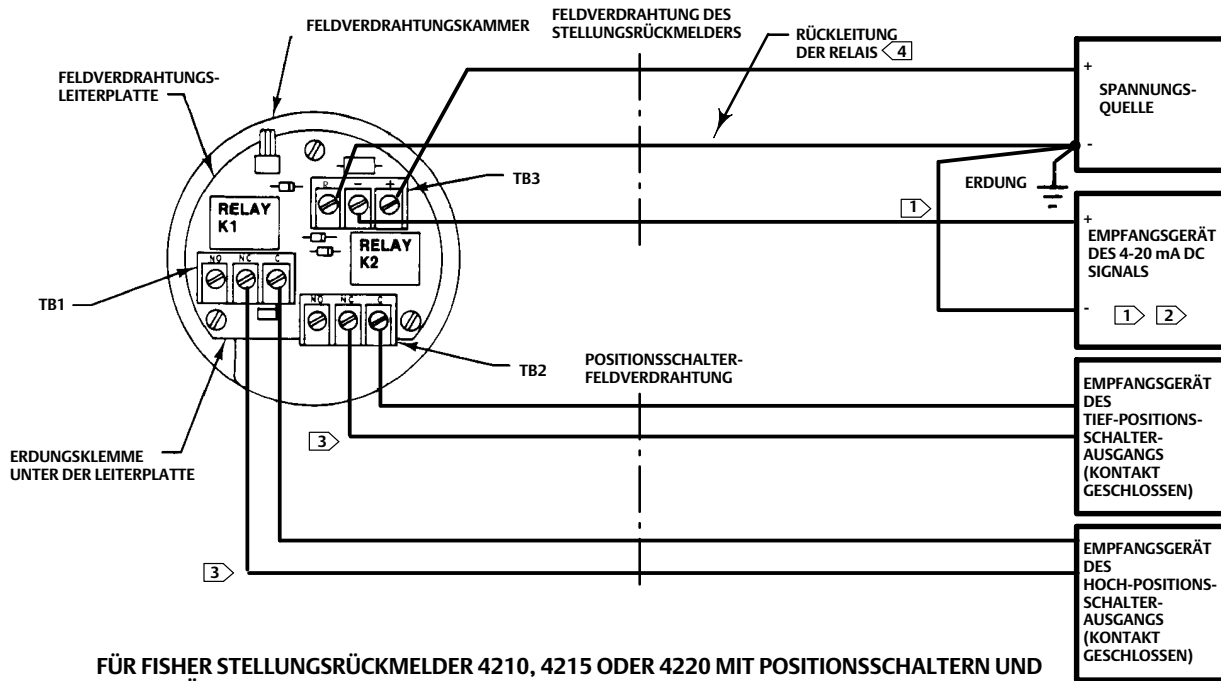 FELDVERDRAHTUNGSKAMMER
FELDVERDRAHTUNG DES
STELLUNGSRÜCKMELDERS
RÜCKLEITUNG
DER RELAIS 4
FELDVERDRAHTUNGS-
LEITERPLATTE
+
SPANNUNGS-
QUELLE
-
ERDUNG
R - +
TB3
RELAY
K1
RELAY
K2
1
+
EMPFANGSGERÄT
DES 4-20 mA DC
SIGNALS
- 1 2
NO NC C
TB1
NO NC C
TB2
POSITIONSSCHALTER-
FELDVERDRAHTUNG
EMPFANGSGERÄT
DES
TIEF-POSITIONS-
SCHALTER-
AUSGANGS
(KONTAKT
GESCHLOSSEN)
3
ERDUNGSKLEMME
UNTER DER LEITERPLATTE
EMPFANGSGERÄT
DES
HOCH-POSITIONS-
SCHALTER-
AUSGANGS
(KONTAKT
GESCHLOSSEN)
3
FÜR FISHER STELLUNGSRÜCKMELDER 4210, 4215 ODER 4220 MIT POSITIONSSCHALTERN UND